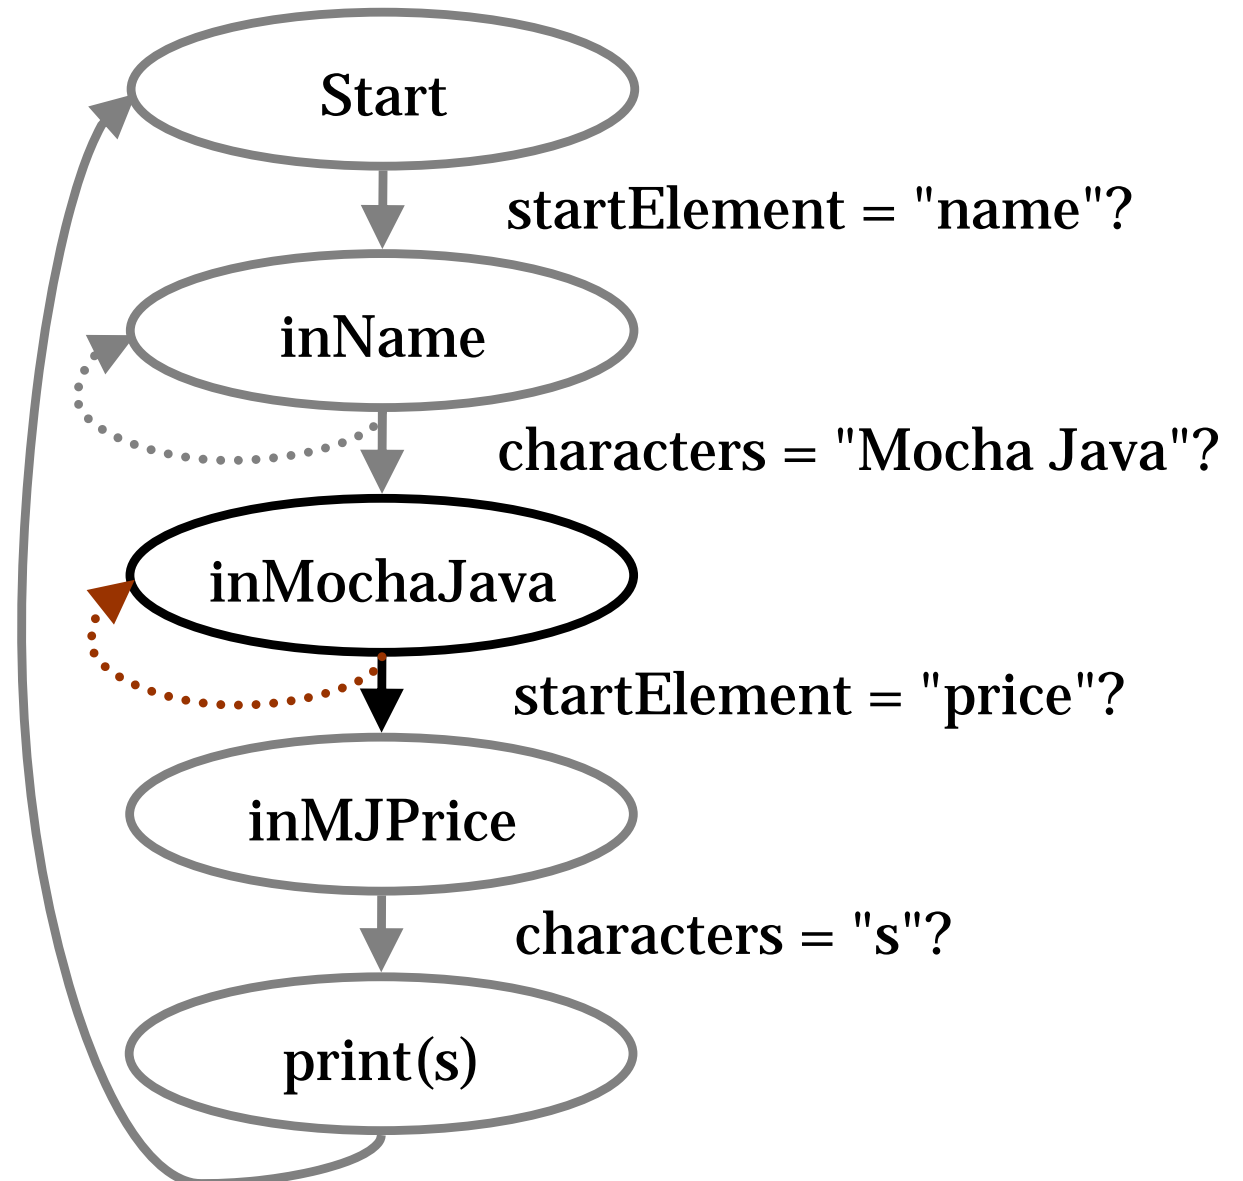 Start
startElement = "name"?
inName
characters = "Mocha Java"?
inMochaJava
startElement = "price"?
inMJPrice
characters = "s"?
print(s)